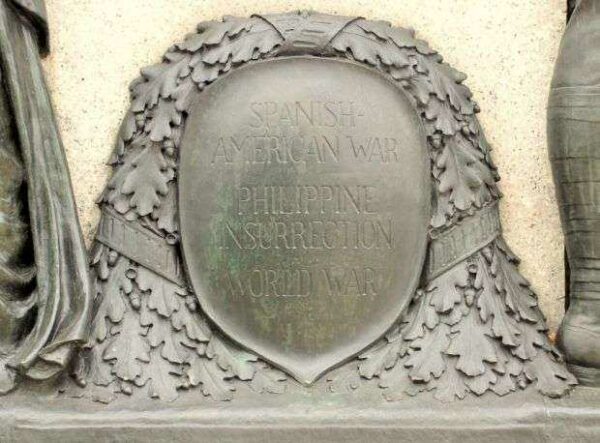 SPANISH-
AMERICAN WAR
PHILIPPINE
INSURRECTION
WORLD WAR